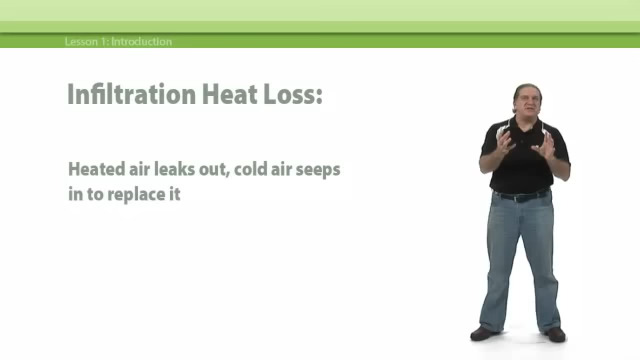 Lesson 1: Introduction
Infiltration Heat Loss:
Heated air leaks out, cold air seeps
in to replace it